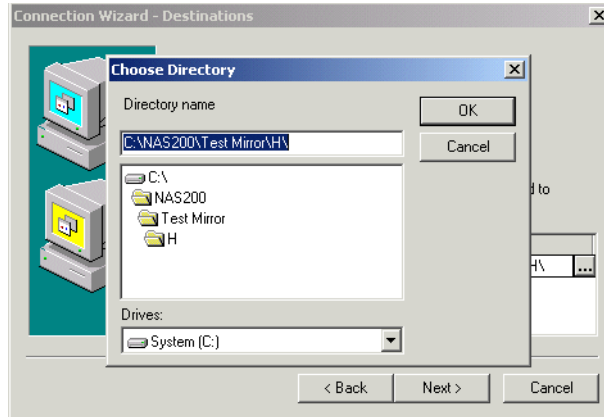 Connection Wizard - Destinations
Choose Directory
Directory name
C:\NAS200\Test Mirror\H\
OK
Cancel
C:\
NAS200
Test Mirror
H
d to
H\ ...
Drives:
System (C:)
< Back
Next >
Cancel